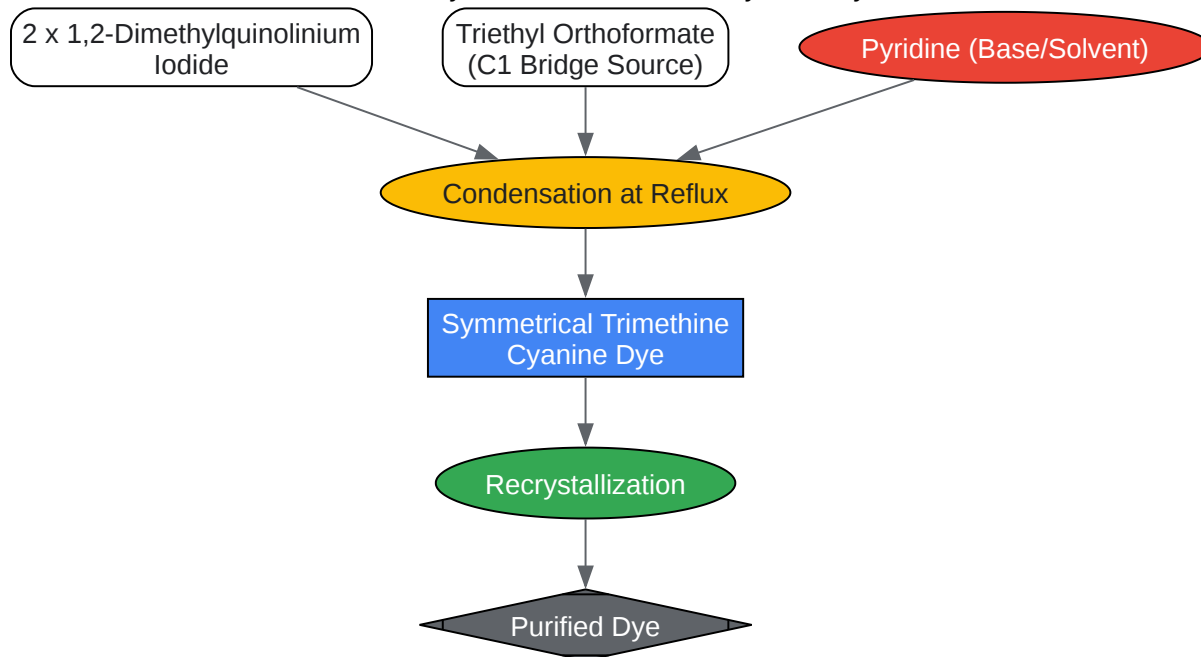 2 x 1,2-Dimethylquinolinium
Iodide
Triethyl Orthoformate
(C1 Bridge Source)
Pyridine (Base/Solvent)
Condensation at Reflux
Symmetrical Trimethine
Cyanine Dye
Recrystallization
Purified Dye